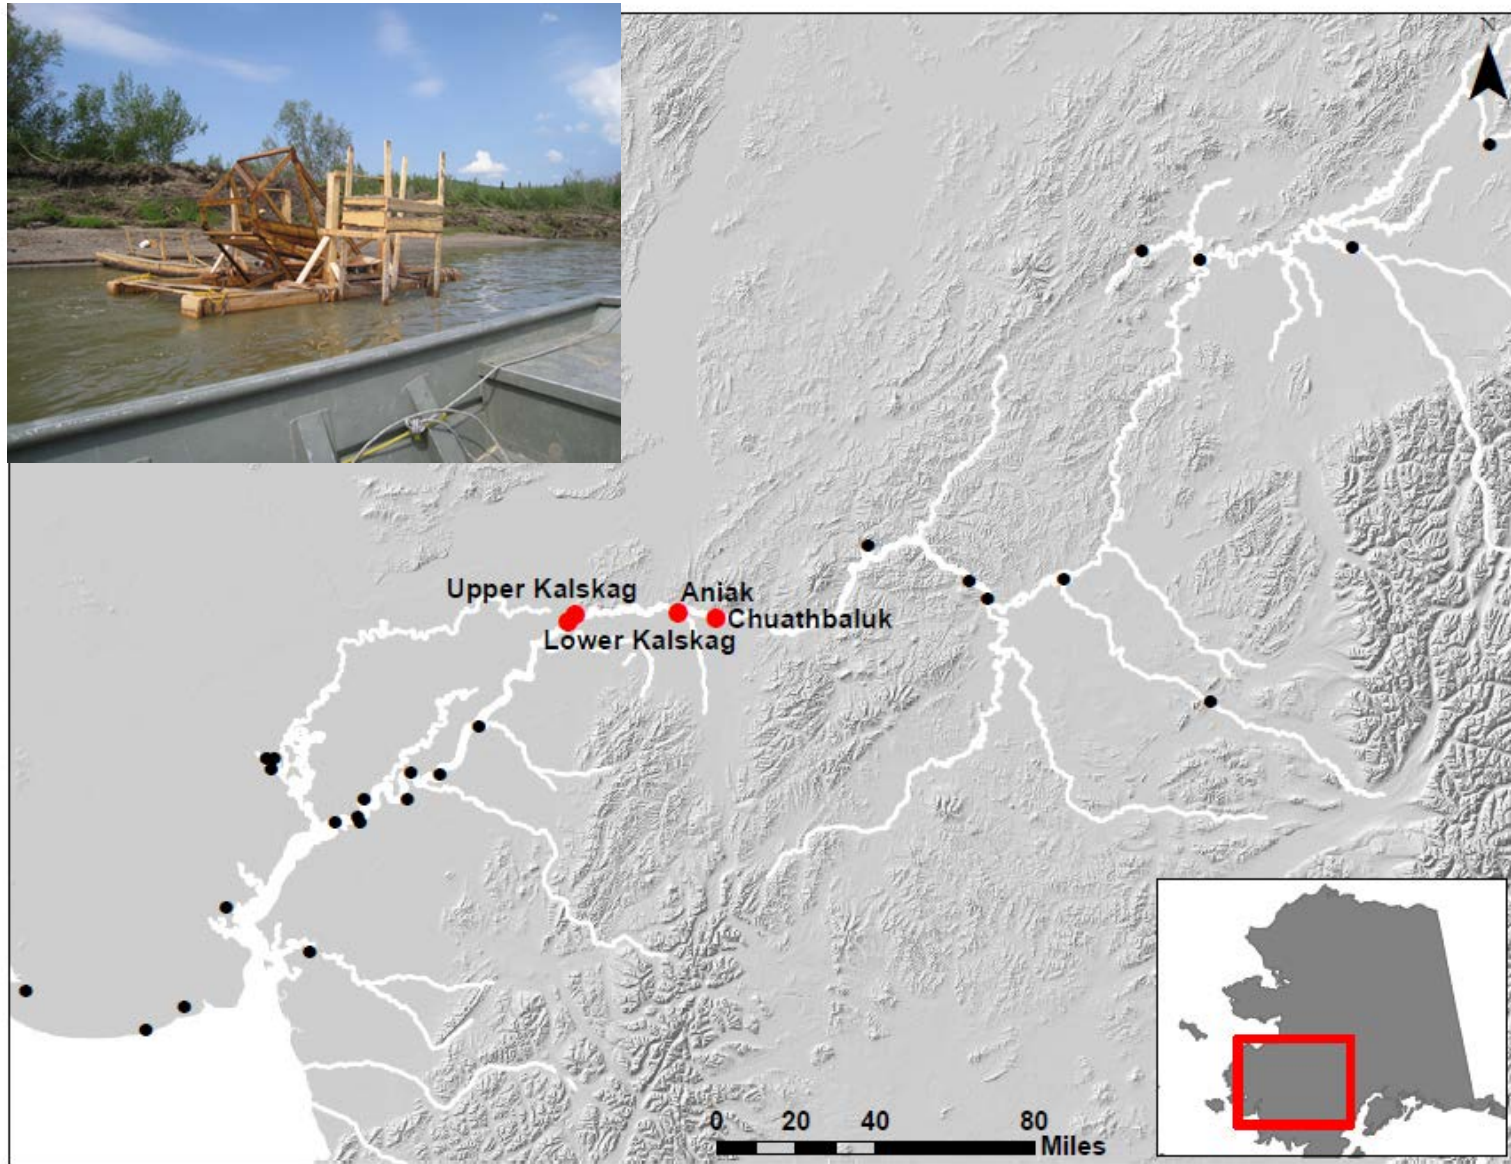 N
Upper Kalskag
Aniak
Chuathbaluk
Lower Kalskag
0 20 40 80
Miles